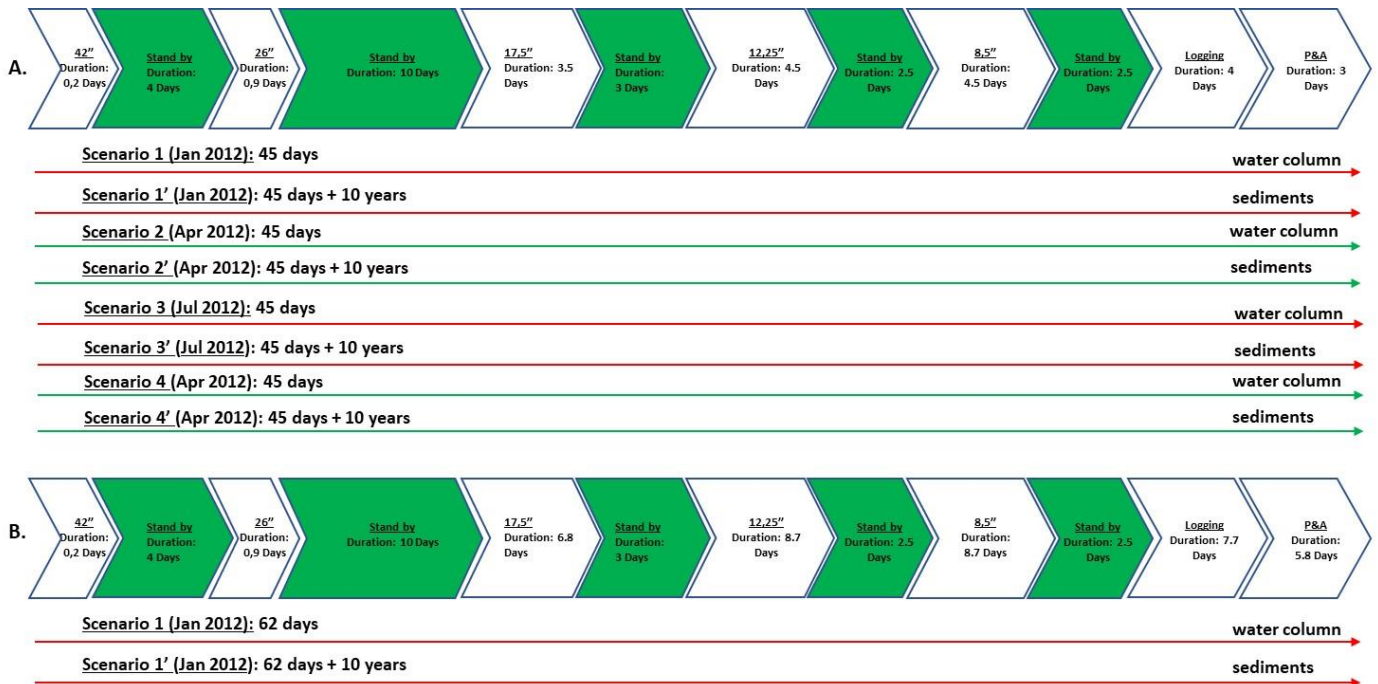 A.
42”
Duration:
0,2 Days
Stand by
Duration:
4 Days
26”
Duration:
0,9 Days
Stand by
Duration: 10 Days
17,5”
Duration: 3.5
Days
Stand by
Duration:
3 Days
12,25”
Duration: 4.5
Days
Stand by
Duration: 2.5
Days
8,5”
Duration:
4.5 Days
Stand by
Duration: 2.5
Days
Logging
Duration: 4
Days
P&A
Duration: 3
Days
Scenario 1 (Jan 2012): 45 days water column
Scenario 1’ (Jan 2012): 45 days + 10 years sediments
Scenario 2 (Apr 2012): 45 days water column
Scenario 2’ (Apr 2012): 45 days + 10 years sediments
Scenario 3 (Jul 2012): 45 days water column
Scenario 3’ (Jul 2012): 45 days + 10 years sediments
Scenario 4 (Apr 2012): 45 days water column
Scenario 4’ (Apr 2012): 45 days + 10 years sediments
B.
42”
Duration:
0,2 Days
Stand by
Duration:
4 Days
26”
Duration:
0,9 Days
Stand by
Duration: 10 Days
17,5”
Duration: 6.8
Days
Stand by
Duration:
3 Days
12,25”
Duration: 8.7
Days
Stand by
Duration: 2.5
Days
8,5”
Duration:
8.7 Days
Stand by
Duration: 2.5
Days
Logging
Duration: 7.7
Days
P&A
Duration:
5.8 Days
Scenario 1 (Jan 2012): 62 days water column
Scenario 1’ (Jan 2012): 62 days + 10 years sediments